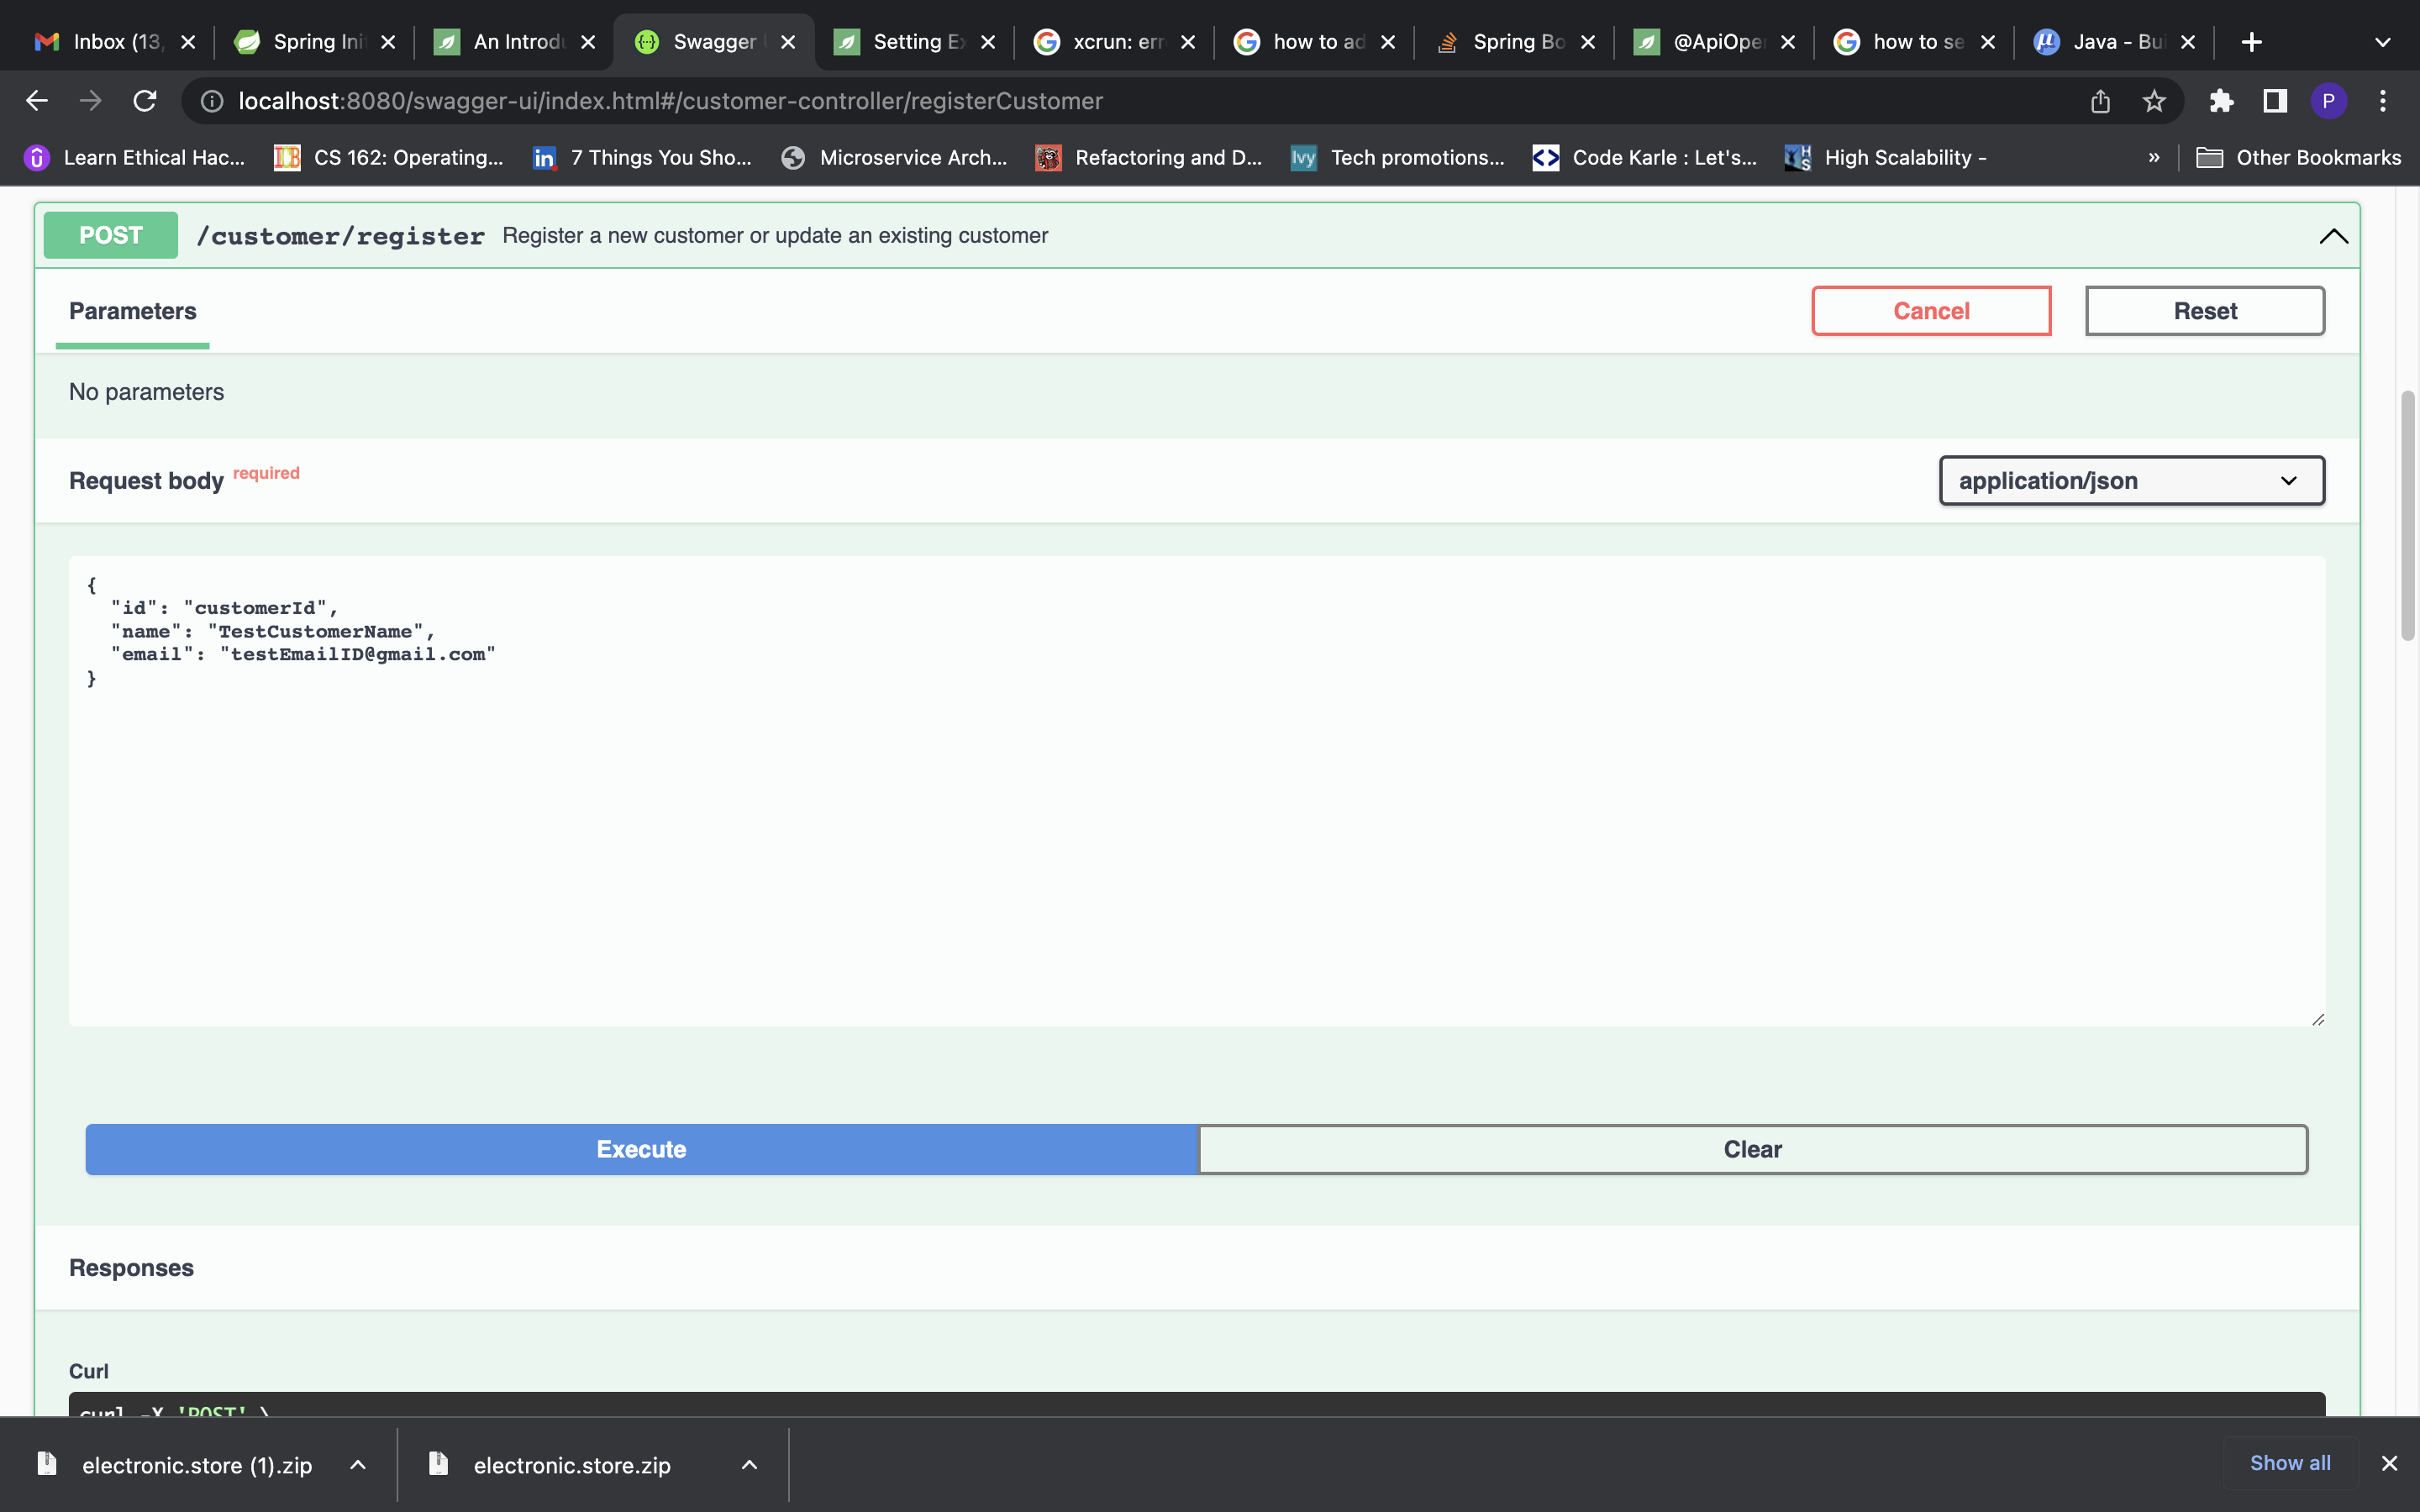 Inbox (13,
Spring Ini
An Introdu
Swagger
Setting Ex
xcrun: err
how to ad
Spring Bo
@ApiOper
how to se
Java - Bui
localhost:8080/swagger-ui/index.html#/customer-controller/registerCustomer
P
Learn Ethical Hac...
CS 162: Operating...
7 Things You Sho...
Microservice Arch...
Refactoring and D...
Ivy Tech promotions...
Code Karle : Let's...
High Scalability -
»
Other Bookmarks
POST /customer/register Register a new customer or update an existing customer
Parameters
Cancel
Reset
No parameters
Request body required
application/json
{
"id": "customerId",
"name": "TestCustomerName",
"email": "testEmailID@gmail.com"
}
Execute
Clear
Responses
Curl
curl -X 'POST' \
electronic.store (1).zip
electronic.store.zip
Show all